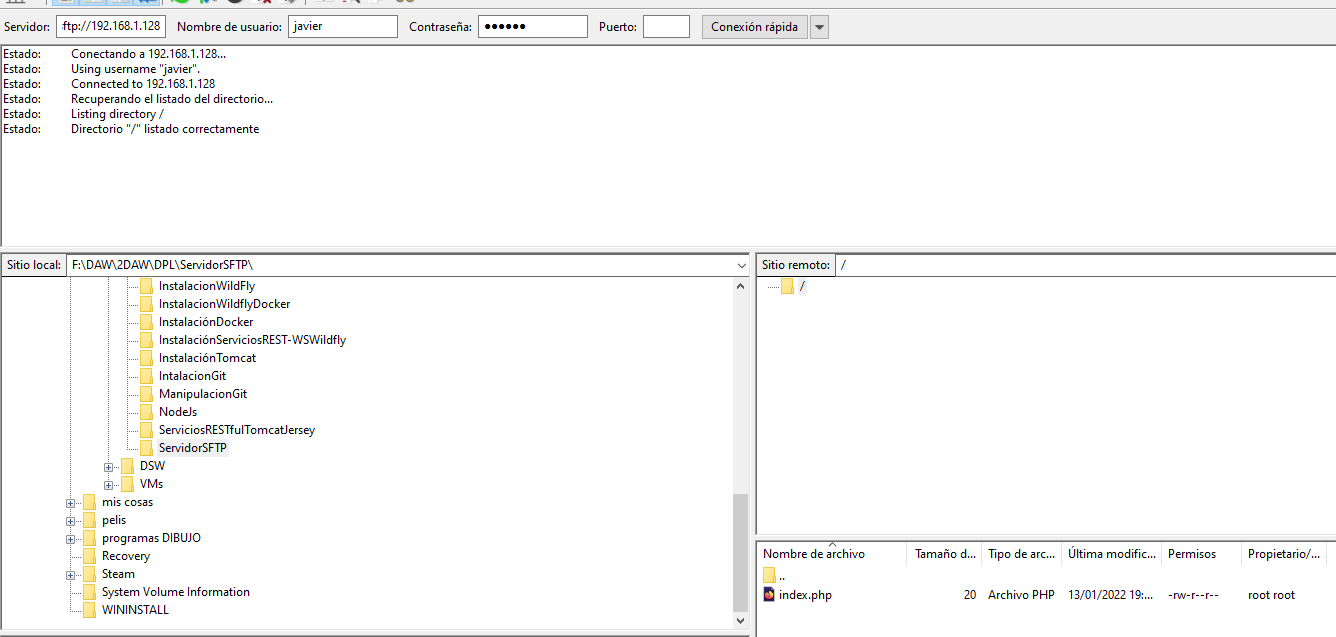 Servidor: ftp://192.168.1.128 Nombre de usuario: javier Contraseña: ●●●●●● Puerto: Conexión rápida
Estado: Conectando a 192.168.1.128...
Estado: Using username "javier".
Estado: Connected to 192.168.1.128
Estado: Recuperando el listado del directorio...
Estado: Listing directory /
Estado: Directorio "/" listado correctamente
Sitio local: F:\DAW\2DAW\DPL\ServidorSFTP\
InstalacionWildFly
InstalacionWildflyDocker
InstalaciónDocker
InstalaciónServiciosREST-WSWildfly
InstalaciónTomcat
IntalacionGit
ManipulacionGit
NodeJs
ServiciosRESTfulTomcatJersey
ServidorSFTP
DSW
VMs
mis cosas
pelis
programas DIBUJO
Recovery
Steam
System Volume Information
WININSTALL
Sitio remoto: /
/
Nombre de archivo Tamaño d... Tipo de arc... Última modific... Permisos Propietario/...
..
index.php 20 Archivo PHP 13/01/2022 19:... -rw-r--r-- root root